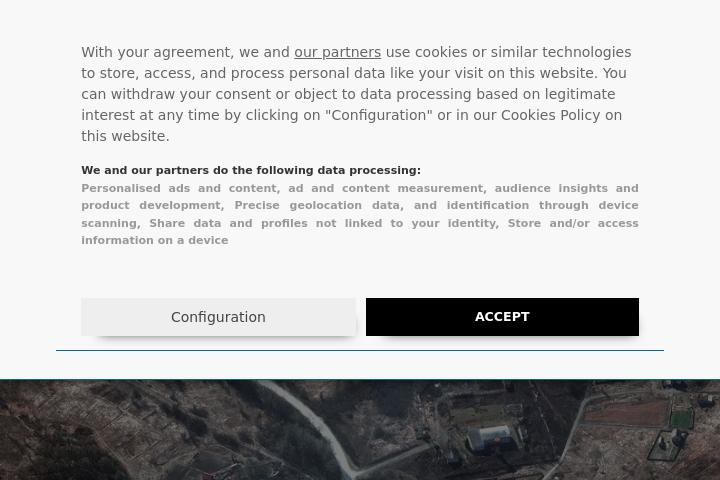 With your agreement, we and our partners use cookies or similar technologies
to store, access, and process personal data like your visit on this website. You
can withdraw your consent or object to data processing based on legitimate
interest at any time by clicking on "Configuration" or in our Cookies Policy on
this website.
We and our partners do the following data processing:
Personalised ads and content, ad and content measurement, audience insights and
product development, Precise geolocation data, and identification through device
scanning, Share data and profiles not linked to your identity, Store and/or access
information on a device
Configuration
ACCEPT